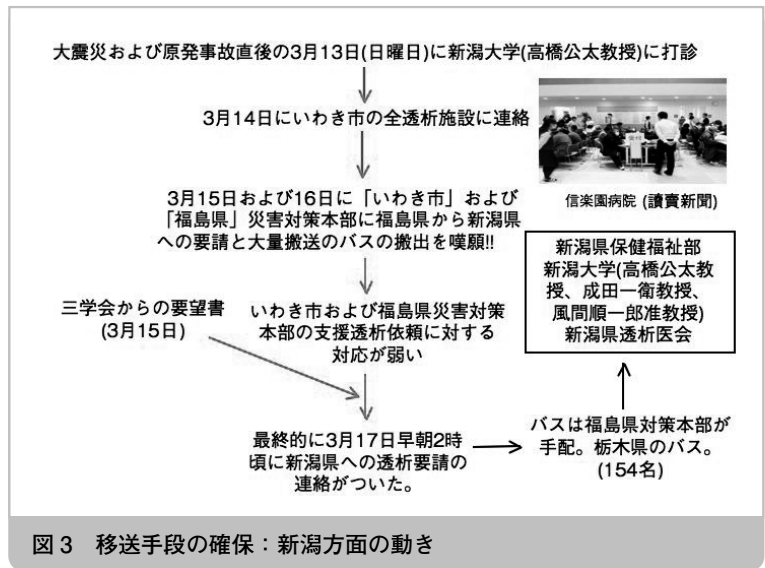 大震災および原発事故直後の3月13日(日曜日)に新潟大学(高橋公太教授)に打診
3月14日にいわき市の全透析施設に連絡
信楽園病院 (讀賣新聞)
3月15日および16日に「いわき市」および
「福島県」災害対策本部に福島県から新潟県
への要請と大量搬送のバスの搬出を嘆願!!
三学会からの要望書
(3月15日)
いわき市および福島県災害対策
本部の支援透析依頼に対する
対応が弱い
最終的に3月17日早朝2時
頃に新潟県への透析要請の
連絡がついた。
バスは福島県対策本部が
手配。栃木県のバス。
(154名)
新潟県保健福祉部
新潟大学(高橋公太教
授、成田一衛教授、
風間順一郎准教授)
新潟県透析医会
図3 移送手段の確保：新潟方面の動き